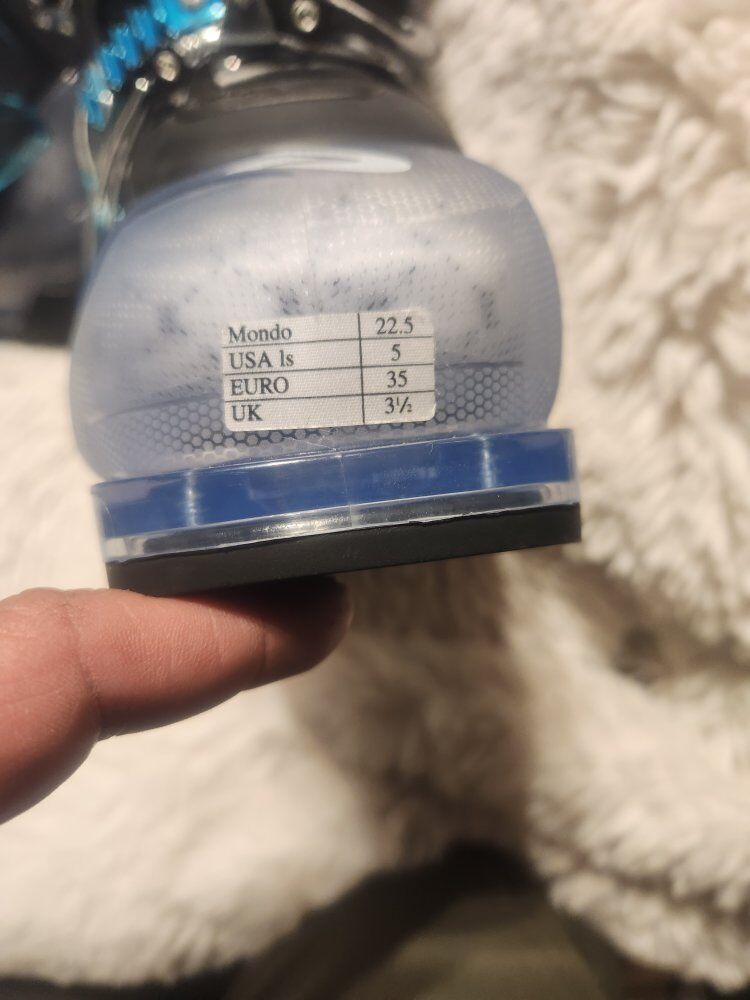 Mondo 22.5
USA ls 5
EURO 35
UK 3½